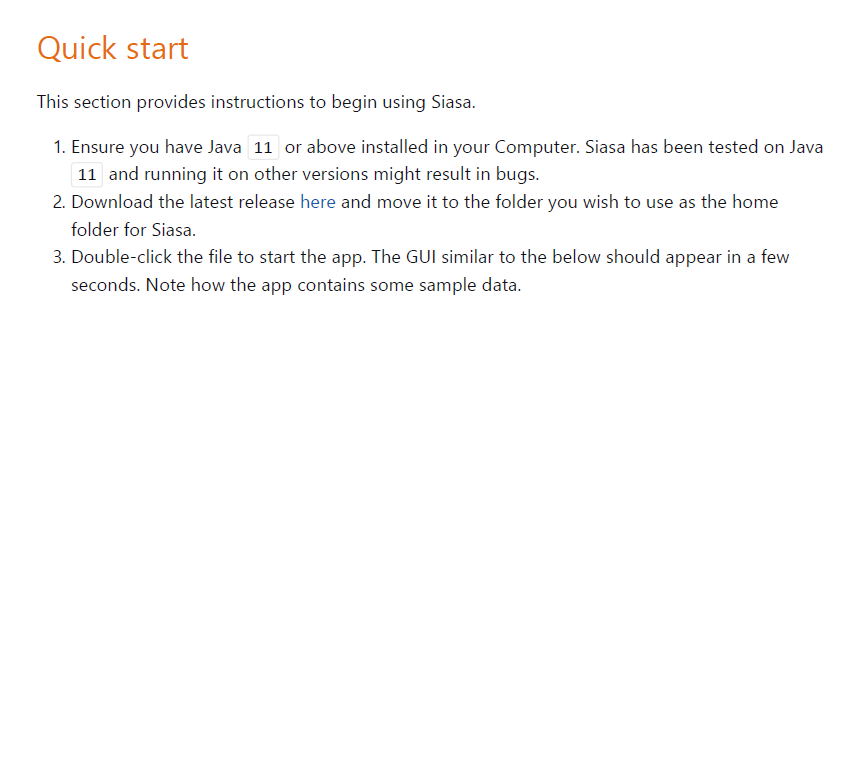 Quick start
This section provides instructions to begin using Siasa.
1. Ensure you have Java 11 or above installed in your Computer. Siasa has been tested on Java
11 and running it on other versions might result in bugs.
2. Download the latest release here and move it to the folder you wish to use as the home
folder for Siasa.
3. Double-click the file to start the app. The GUI similar to the below should appear in a few
seconds. Note how the app contains some sample data.